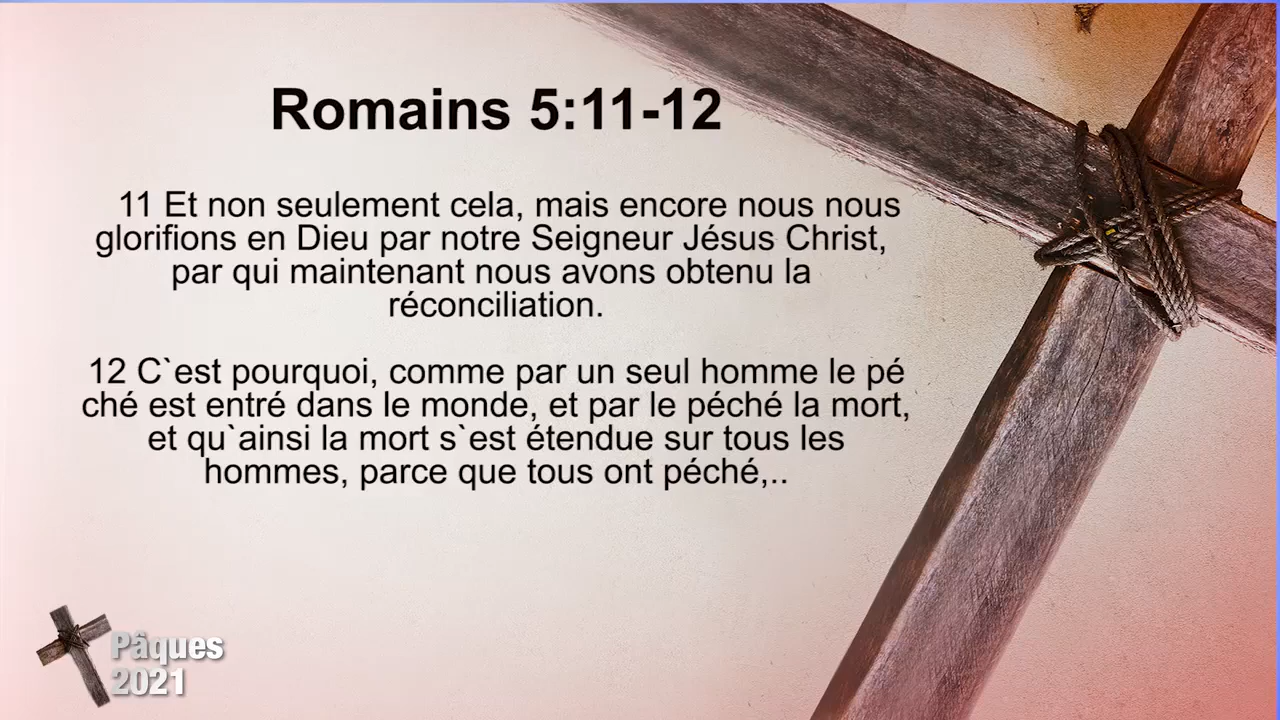 Romains 5:11-12
11 Et non seulement cela, mais encore nous nous
glorifions en Dieu par notre Seigneur Jésus Christ,
par qui maintenant nous avons obtenu la
réconciliation.
12 C`est pourquoi, comme par un seul homme le pé
ché est entré dans le monde, et par le péché la mort,
et qu`ainsi la mort s`est étendue sur tous les
hommes, parce que tous ont péché,..
Pâques
2021